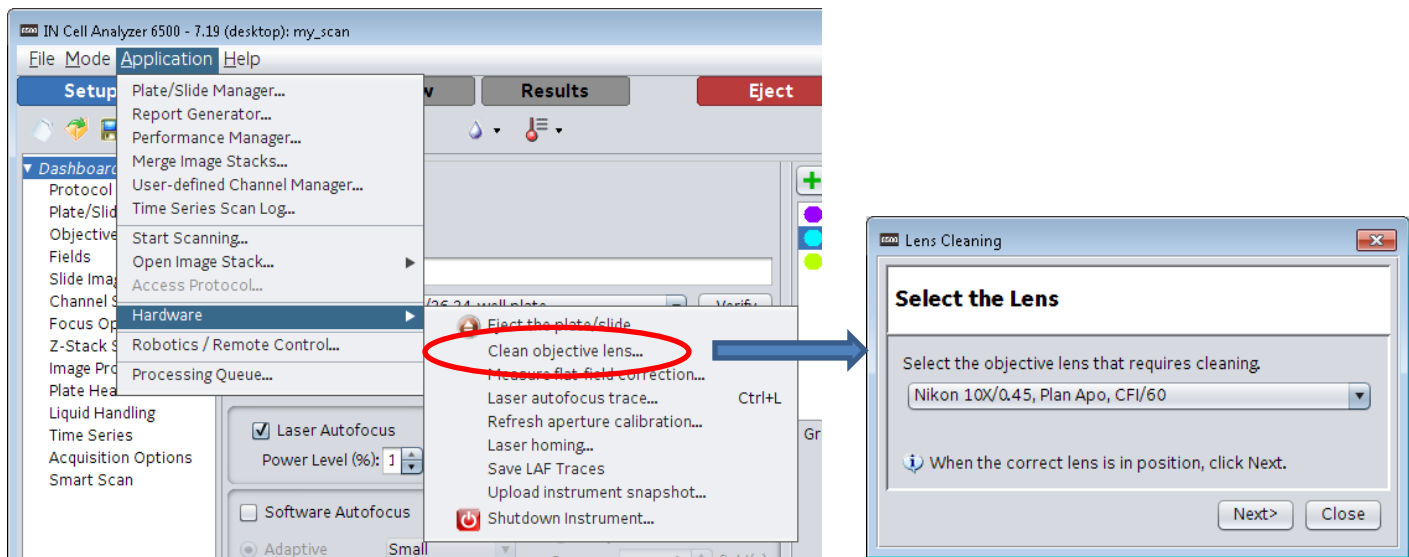 IN Cell Analyzer 6500 - 7.19 (desktop): my_scan
File Mode Application Help
Setup
Results
Eject
Plate/Slide Manager...
Report Generator...
Performance Manager...
Merge Image Stacks...
User-defined Channel Manager...
Time Series Scan Log...
Start Scanning...
Open Image Stack...
Access Protocol...
Hardware
Robotics / Remote Control...
Processing Queue...
Dashboard
Protocol
Plate/Slid
Objective
Fields
Slide Imag
Channel S
Focus Op
Z-Stack S
Image Pro
Plate Hea
Liquid Handling
Time Series
Acquisition Options
Smart Scan
Verify
Eject the plate/slide
Clean objective lens...
Measure flat-field correction...
Laser autofocus trace... Ctrl+L
Refresh aperture calibration...
Laser homing...
Save LAF Traces
Upload instrument snapshot...
Shutdown Instrument...
Laser Autofocus
Power Level (%): 1
Software Autofocus
Adaptive Small
Gr
6500 Lens Cleaning
Select the Lens
Select the objective lens that requires cleaning.
Nikon 10X/0.45, Plan Apo, CFI/60
When the correct lens is in position, click Next.
Next> Close